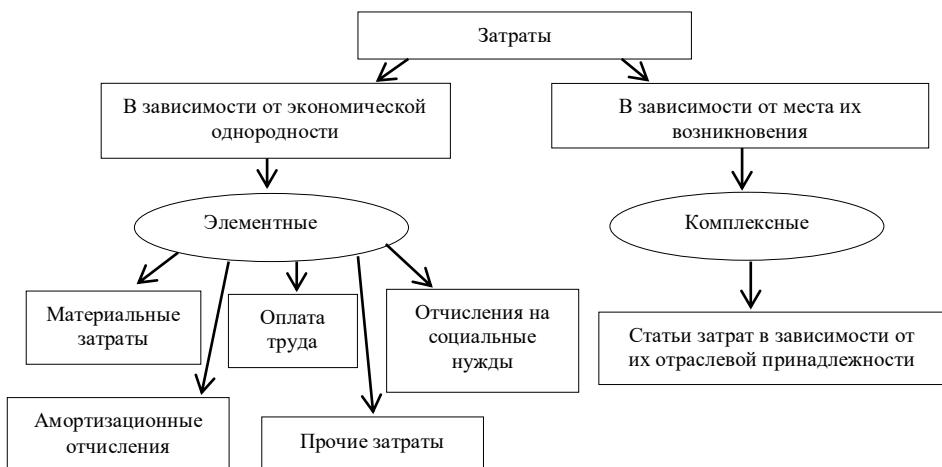 Затраты
В зависимости от экономической
однородности
В зависимости от места их
возникновения
Элементные
Комплексные
Материальные
затраты
Оплата
труда
Отчисления на
социальные
нужды
Статьи затрат в зависимости от
их отраслевой принадлежности
Амортизационные
отчисления
Прочие затраты